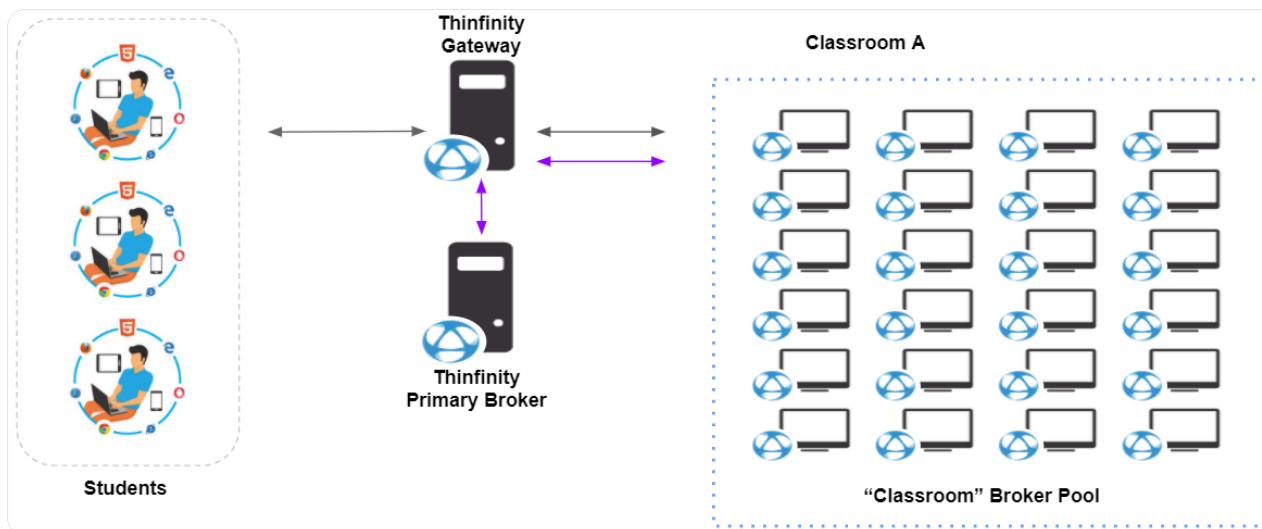 Thinfinity
Gateway
Classroom A
Thinfinity
Primary Broker
Students
“Classroom” Broker Pool